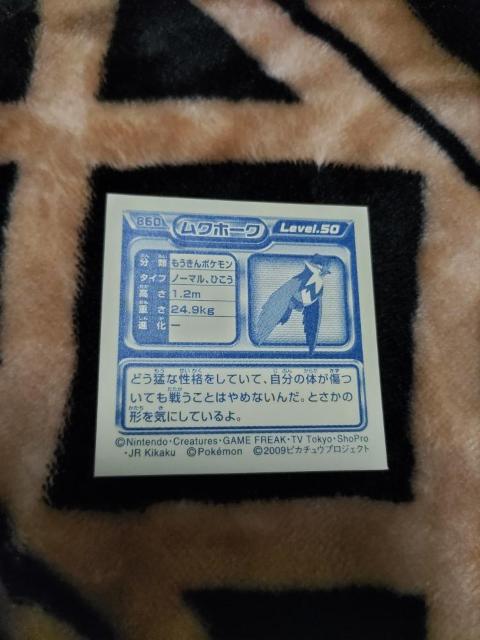 860 ムクホーク Level.50
分類 もうきんポケモン
タイプ ノーマル、ひこう
高さ 1.2m
重さ 24.9kg
進化 ー
どう猛な性格をしていて、自分の体が傷つ
いても戦うことはやめないんだ。とさかの
形を気にしているよ。
©Nintendo・Creatures・GAME FREAK・TV Tokyo・ShoPro
・JR Kikaku ©Pokémon ©2009ピカチュウプロジェクト